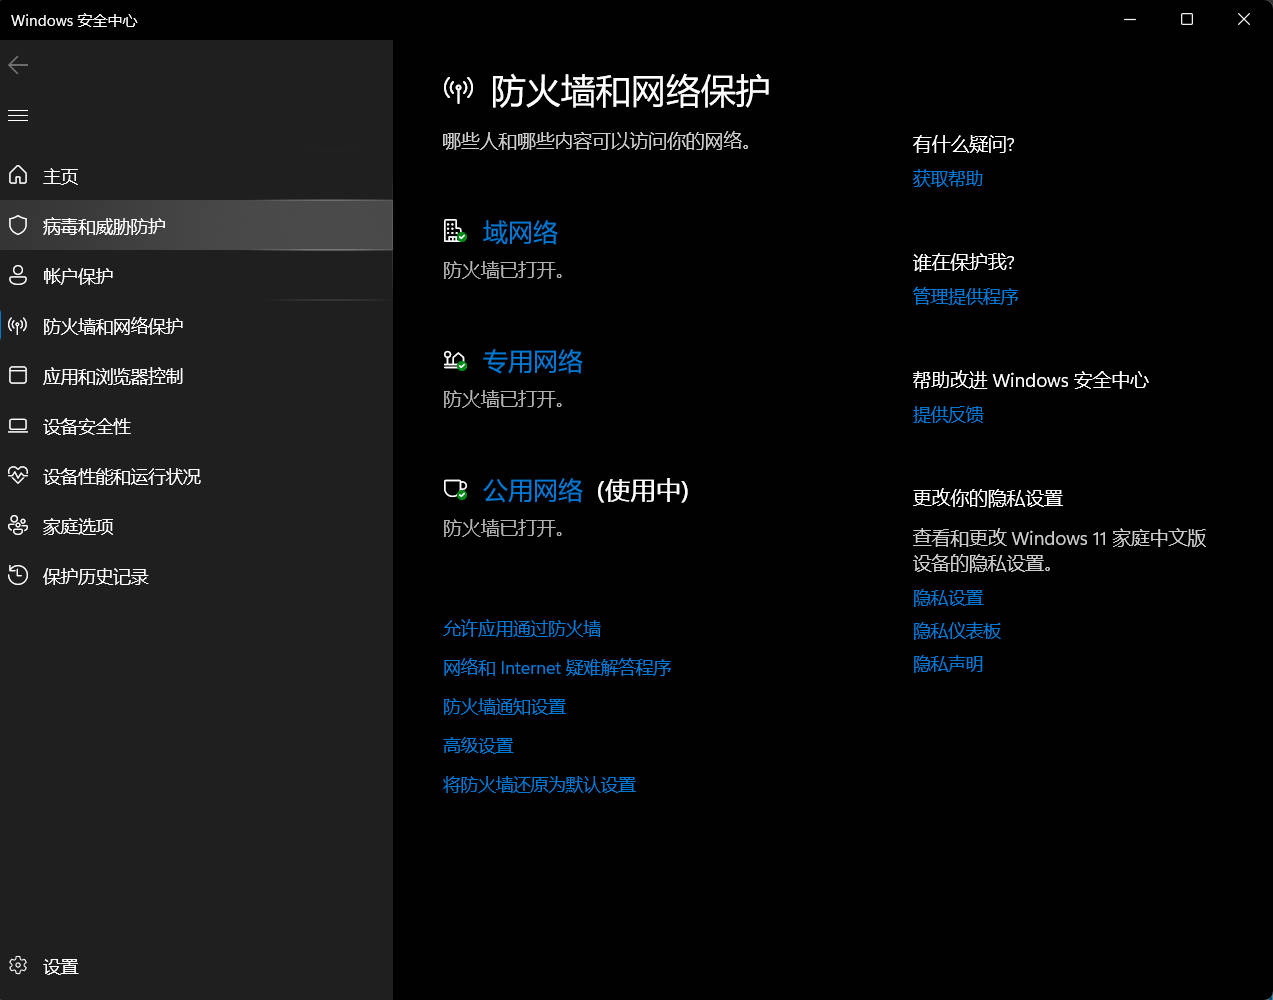 Windows 安全中心
主页
病毒和威胁防护
帐户保护
防火墙和网络保护
应用和浏览器控制
设备安全性
设备性能和运行状况
家庭选项
保护历史记录
设置
防火墙和网络保护
哪些人和哪些内容可以访问你的网络。
域网络
防火墙已打开。
专用网络
防火墙已打开。
公用网络 (使用中)
防火墙已打开。
允许应用通过防火墙
网络和 Internet 疑难解答程序
防火墙通知设置
高级设置
将防火墙还原为默认设置
有什么疑问?
获取帮助
谁在保护我?
管理提供程序
帮助改进 Windows 安全中心
提供反馈
更改你的隐私设置
查看和更改 Windows 11 家庭中文版
设备的隐私设置。
隐私设置
隐私仪表板
隐私声明